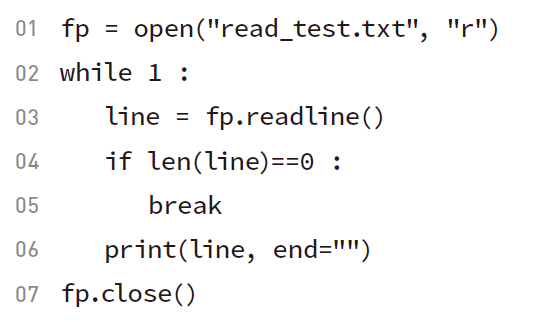 01 fp = open("read_test.txt", "r")
02 while 1 :
03    line = fp.readline()
04    if len(line)==0 :
05       break
06    print(line, end="")
07 fp.close()